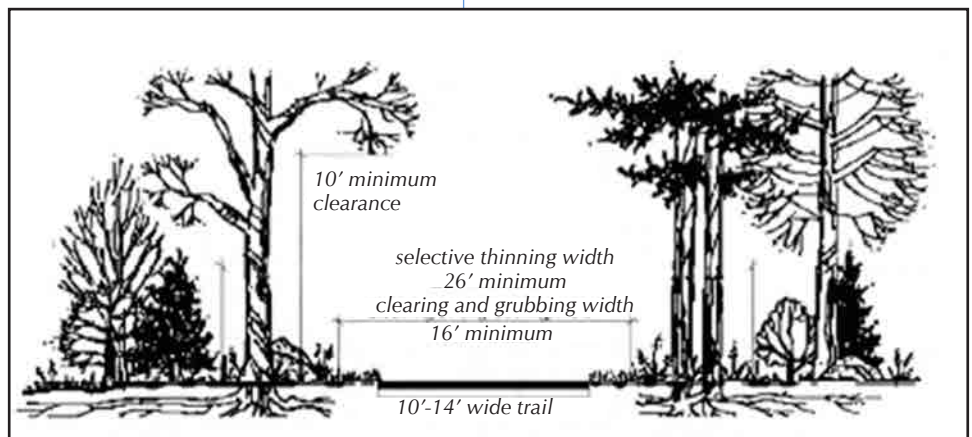 10' minimum
clearance
selective thinning width
26' minimum
clearing and grubbing width
16' minimum
10'-14' wide trail